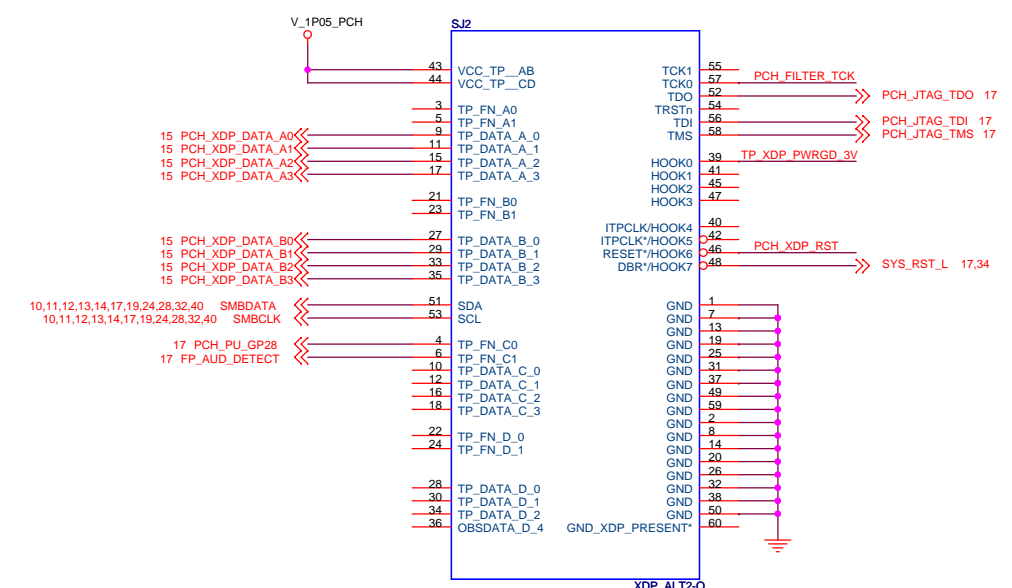 V_1P05_PCH
SJ2
43 VCC_TP__AB
44 VCC_TP__CD
3 TP_FN_A0
5 TP_FN_A1
15 PCH_XDP_DATA_A0 9 TP_DATA_A_0
15 PCH_XDP_DATA_A1 11 TP_DATA_A_1
15 PCH_XDP_DATA_A2 15 TP_DATA_A_2
15 PCH_XDP_DATA_A3 17 TP_DATA_A_3
21 TP_FN_B0
23 TP_FN_B1
15 PCH_XDP_DATA_B0 27 TP_DATA_B_0
15 PCH_XDP_DATA_B1 29 TP_DATA_B_1
15 PCH_XDP_DATA_B2 33 TP_DATA_B_2
15 PCH_XDP_DATA_B3 35 TP_DATA_B_3
10,11,12,13,14,17,19,24,28,32,40 SMBDATA 51 SDA
10,11,12,13,14,17,19,24,28,32,40 SMBCLK 53 SCL
17 PCH_PU_GP28 4 TP_FN_C0
17 FP_AUD_DETECT 6 TP_FN_C1
10 TP_DATA_C_0
12 TP_DATA_C_1
16 TP_DATA_C_2
18 TP_DATA_C_3
22 TP_FN_D_0
24 TP_FN_D_1
28 TP_DATA_D_0
30 TP_DATA_D_1
34 TP_DATA_D_2
36 OBSDATA_D_4
TCK1 55
TCK0 57 PCH_FILTER_TCK
TDO 52 PCH_JTAG_TDO 17
TRSTn 54
TDI 56 PCH_JTAG_TDI 17
TMS 58 PCH_JTAG_TMS 17
HOOK0 39 TP_XDP_PWRGD_3V
HOOK1 41
HOOK2 45
HOOK3 47
ITPCLK/HOOK4 40
ITPCLK*/HOOK5 42
RESET*/HOOK6 46 PCH_XDP_RST
DBR*/HOOK7 48 SYS_RST_L 17,34
GND 1
GND 7
GND 13
GND 19
GND 25
GND 31
GND 37
GND 49
GND 59
GND 2
GND 8
GND 14
GND 20
GND 26
GND 32
GND 38
GND 50
GND_XDP_PRESENT* 60